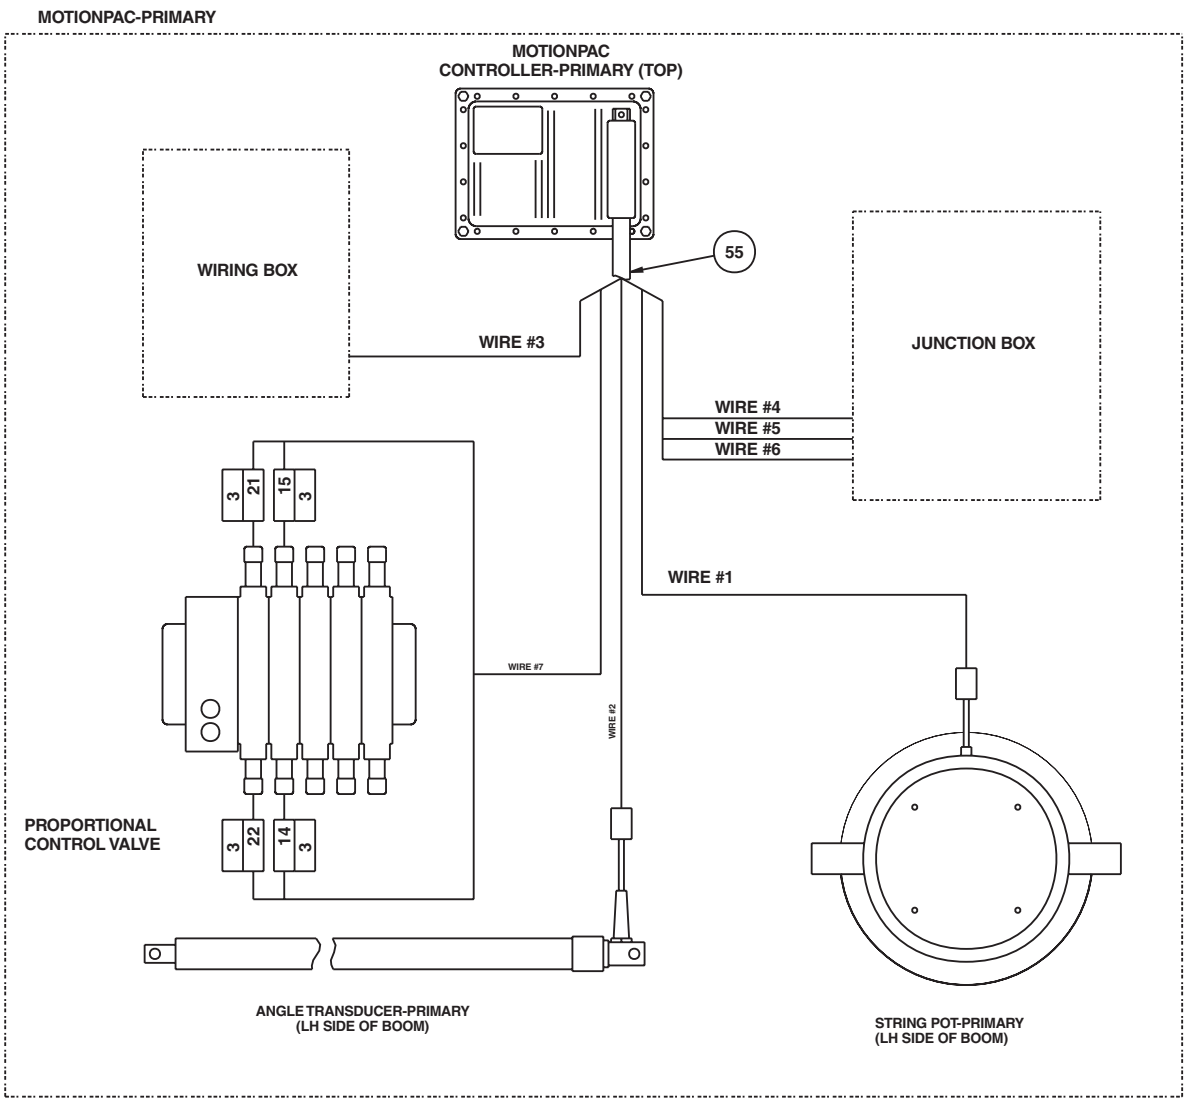 MOTIONPAC-PRIMARY
MOTIONPAC
CONTROLLER-PRIMARY (TOP)
55
WIRING BOX
WIRE #3
JUNCTION BOX
WIRE #4
WIRE #5
WIRE #6
3
21
15
3
WIRE #1
WIRE #7
WIRE #2
PROPORTIONAL
CONTROL VALVE
3
22
14
3
ANGLE TRANSDUCER-PRIMARY
(LH SIDE OF BOOM)
STRING POT-PRIMARY
(LH SIDE OF BOOM)